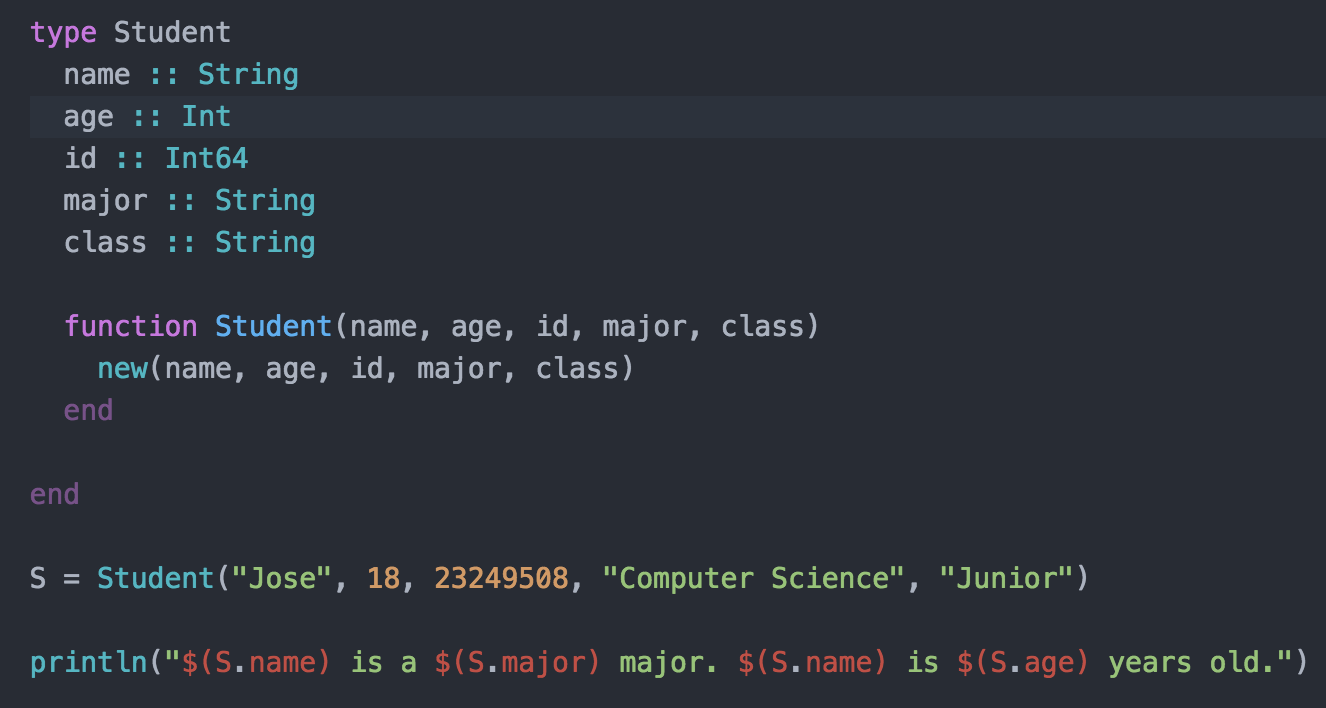 type Student
  name :: String
  age :: Int
  id :: Int64
  major :: String
  class :: String
  function Student(name, age, id, major, class)
    new(name, age, id, major, class)
  end
end
S = Student("Jose", 18, 23249508, "Computer Science", "Junior")
println("$(S.name) is a $(S.major) major. $(S.name) is $(S.age) years old.")